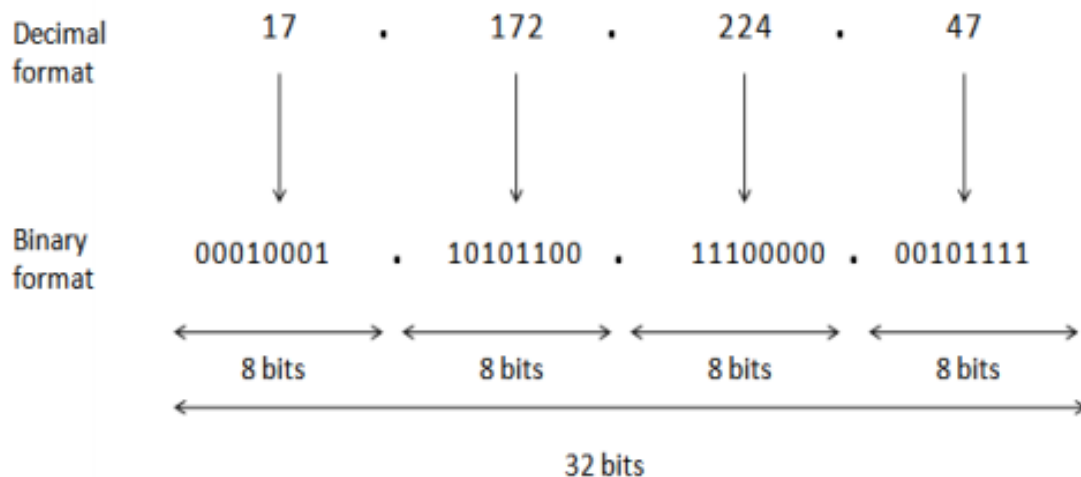 Decimal format
17 . 172 . 224 . 47
Binary format
00010001 . 10101100 . 11100000 . 00101111
8 bits 8 bits 8 bits 8 bits
32 bits